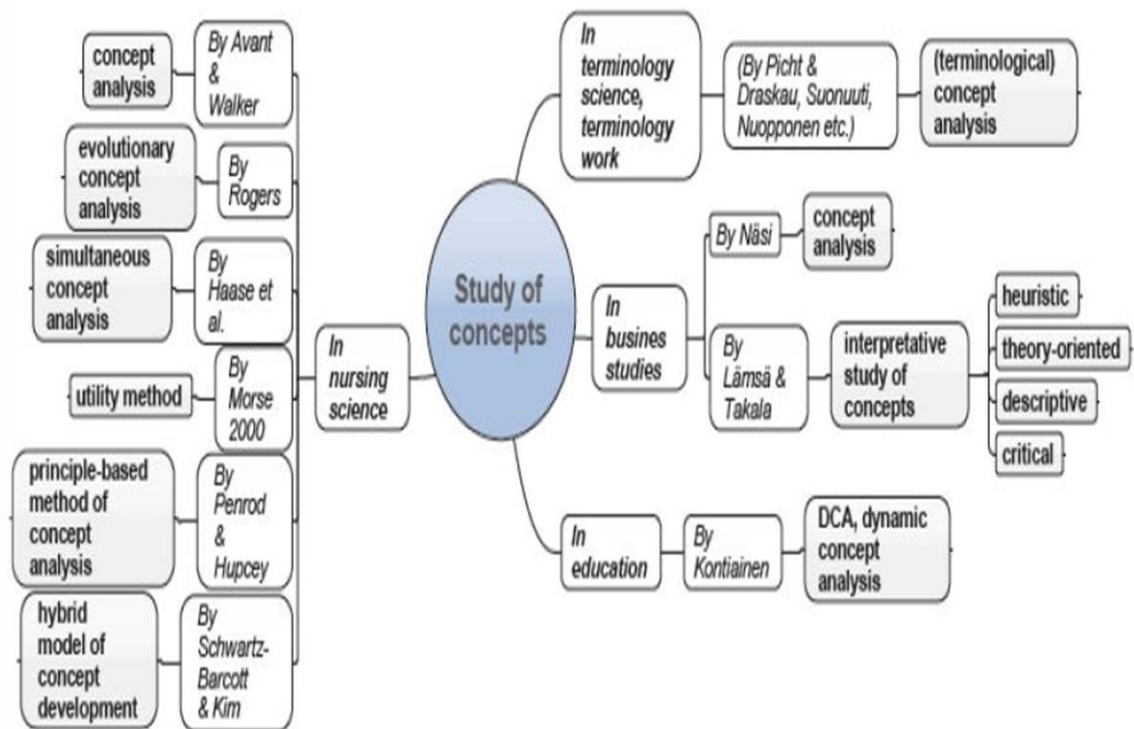 Study of
concepts
In
terminology
science,
terminology
work
(By Picht &
Draskau, Suonuuti,
Nuopponen etc.)
(terminological)
concept
analysis
In
busines
studies
By Näsi
concept
analysis
By
Lämsä &
Takala
interpretative
study of
concepts
heuristic
theory-oriented
descriptive
critical
In
education
By
Kontiainen
DCA, dynamic
concept
analysis
In
nursing
science
By Avant
&
Walker
concept
analysis
By
Rogers
evolutionary
concept
analysis
By
Haase et
al.
simultaneous
concept
analysis
By
Morse
2000
utility method
By
Penrod
&
Hupcey
principle-based
method of
concept
analysis
By
Schwartz-
Barcott
& Kim
hybrid
model of
concept
development